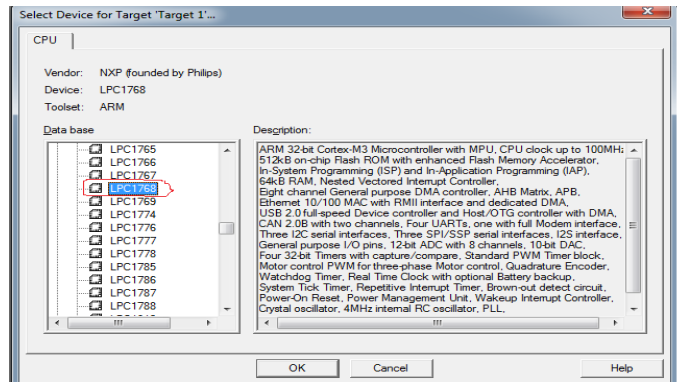 Select Device for Target 'Target 1'...
CPU
Vendor: NXP (founded by Philips)
Device: LPC1768
Toolset: ARM
Data base
LPC1765
LPC1766
LPC1767
LPC1768
LPC1769
LPC1774
LPC1776
LPC1777
LPC1778
LPC1785
LPC1786
LPC1787
LPC1788
Description:
ARM 32-bit Cortex-M3 Microcontroller with MPU, CPU clock up to 100MHz
512kB on-chip Flash ROM with enhanced Flash Memory Accelerator,
In-System Programming (ISP) and In-Application Programming (IAP),
64kB RAM, Nested Vectored Interrupt Controller,
Eight channel General purpose DMA controller, AHB Matrix, APB,
Ethernet 10/100 MAC with RMII interface and dedicated DMA,
USB 2.0 full-speed Device controller and Host/OTG controller with DMA,
CAN 2.0B with two channels, Four UARTs, one with full Modem interface,
Three I2C serial interfaces, Three SPI/SSP serial interfaces, I2S interface,
General purpose I/O pins, 12-bit ADC with 8 channels, 10-bit DAC,
Four 32-bit Timers with capture/compare, Standard PWM Timer block,
Motor control PWM for three-phase Motor control, Quadrature Encoder,
Watchdog Timer, Real Time Clock with optional Battery backup,
System Tick Timer, Repetitive Interrupt Timer, Brown-out detect circuit,
Power-On Reset, Power Management Unit, Wakeup Interrupt Controller,
Crystal oscillator, 4MHz internal RC oscillator, PLL,
OK Cancel Help